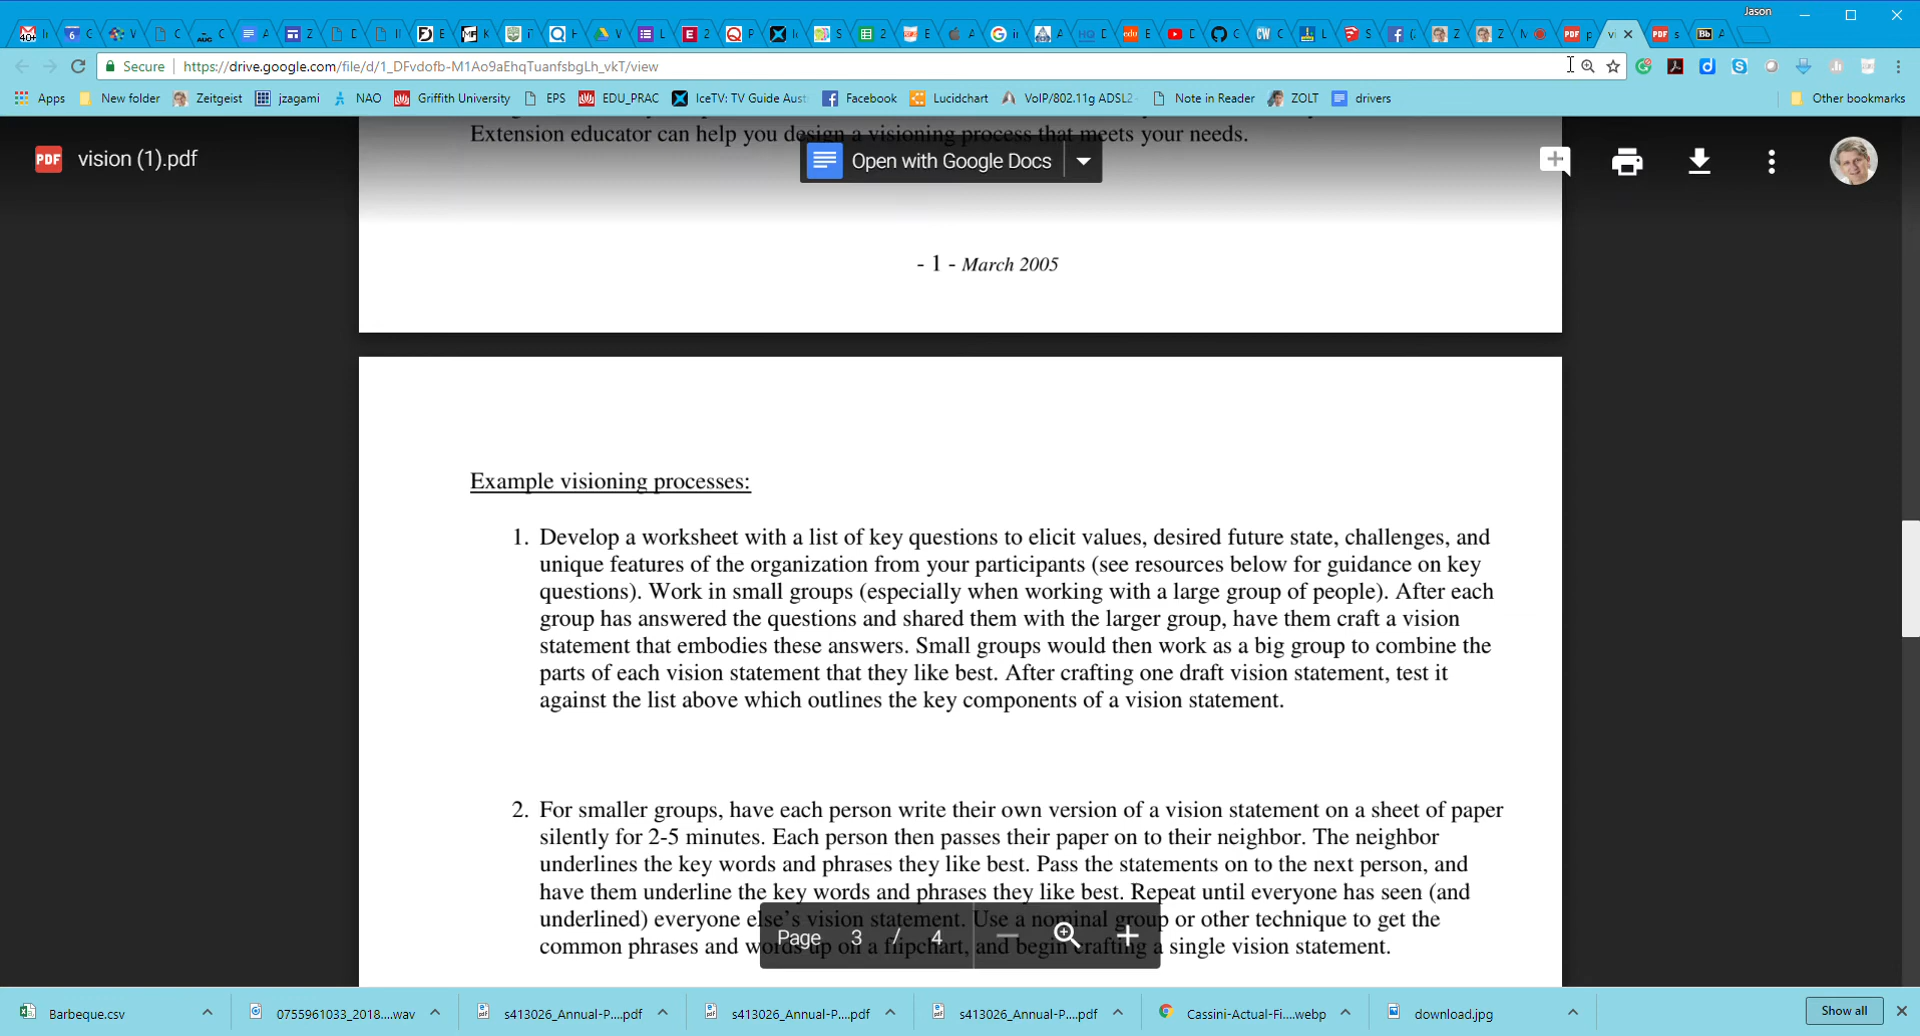 Jason
Secure
https://drive.google.com/file/d/1_DFvdofb-M1Ao9aEhqTuanfsbgLh_vkT/view
Apps New folder Zeitgeist jzagami NAO Griffith University EPS EDU_PRAC IceTV: TV Guide Aust Facebook Lucidchart VoIP/802.11g ADSL2 Note in Reader ZOLT drivers Other bookmarks
Extension educator can help you design a visioning process that meets your needs.
PDF vision (1).pdf
Open with Google Docs
- 1 - March 2005
Example visioning processes:
1. Develop a worksheet with a list of key questions to elicit values, desired future state, challenges, and
unique features of the organization from your participants (see resources below for guidance on key
questions). Work in small groups (especially when working with a large group of people). After each
group has answered the questions and shared them with the larger group, have them craft a vision
statement that embodies these answers. Small groups would then work as a big group to combine the
parts of each vision statement that they like best. After crafting one draft vision statement, test it
against the list above which outlines the key components of a vision statement.
2. For smaller groups, have each person write their own version of a vision statement on a sheet of paper
silently for 2-5 minutes. Each person then passes their paper on to their neighbor. The neighbor
underlines the key words and phrases they like best. Pass the statements on to the next person, and
have them underline the key words and phrases they like best. Repeat until everyone has seen (and
underlined) everyone else's vision statement. Use a nominal group or other technique to get the
common phrases and words up on a flipchart, and begin crafting a single vision statement.
Page 3 / 4
Barbeque.csv 0755961033_2018....wav s413026_Annual-P....pdf s413026_Annual-P....pdf s413026_Annual-P....pdf Cassini-Actual-Fi....webp download.jpg Show all